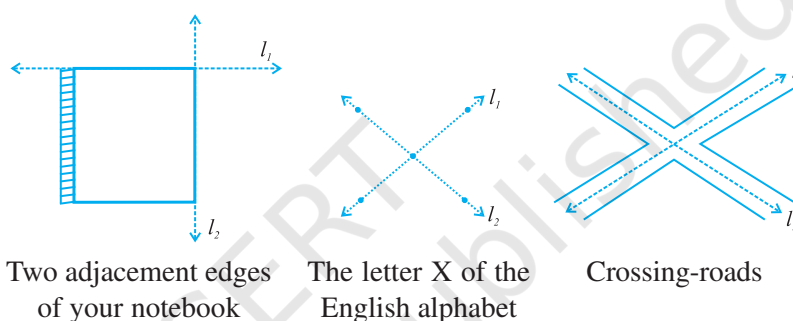 l₁
l₂
l₁
l₂
Two adjacement edges
of your notebook
The letter X of the
English alphabet
Crossing-roads